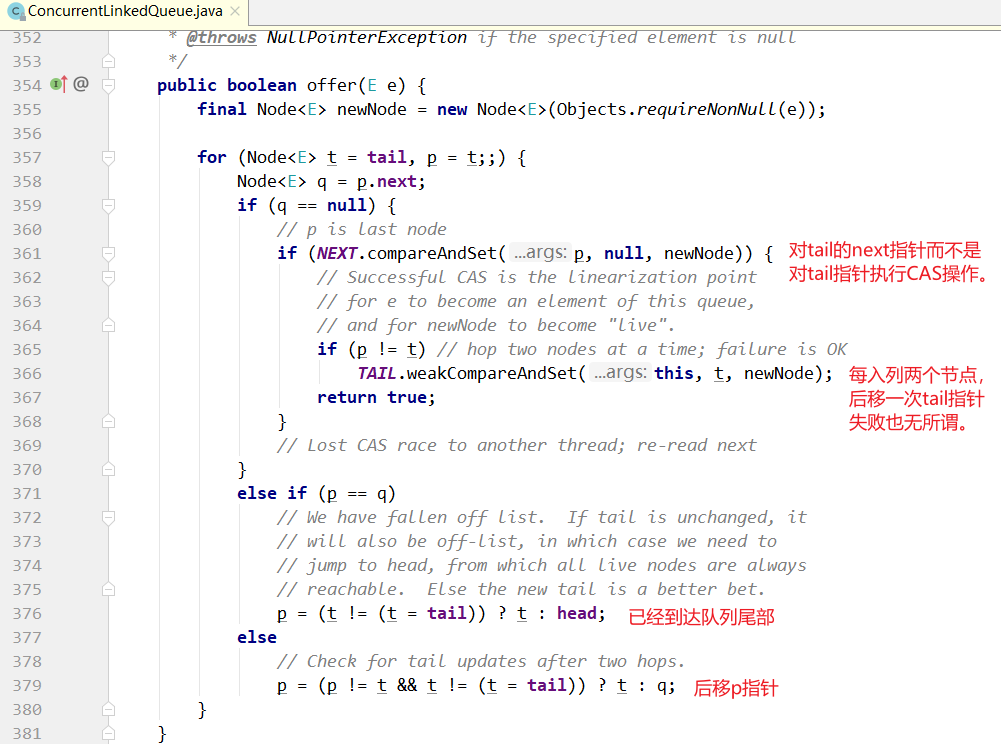 ConcurrentLinkedQueue.java
352 * @throws NullPointerException if the specified element is null
353 */
354 public boolean offer(E e) {
355 final Node<E> newNode = new Node<E>(Objects.requireNonNull(e));
356
357 for (Node<E> t = tail, p = t;;) {
358 Node<E> q = p.next;
359 if (q == null) {
360 // p is last node
361 if (NEXT.compareAndSet( ...args: p, null, newNode)) { 对tail的next指针而不是
362 // Successful CAS is the linearization point 对tail指针执行CAS操作。
363 // for e to become an element of this queue,
364 // and for newNode to become "live".
365 if (p != t) // hop two nodes at a time; failure is OK
366 TAIL.weakCompareAndSet( ...args: this, t, newNode); 每入列两个节点，
367 return true; 后移一次tail指针
368 } 失败也无所谓。
369 // Lost CAS race to another thread; re-read next
370 }
371 else if (p == q)
372 // We have fallen off list.  If tail is unchanged, it
373 // will also be off-list, in which case we need to
374 // jump to head, from which all live nodes are always
375 // reachable.  Else the new tail is a better bet.
376 p = (t != (t = tail)) ? t : head; 已经到达队列尾部
377 else
378 // Check for tail updates after two hops.
379 p = (p != t && t != (t = tail)) ? t : q; 后移p指针
380 }
381 }